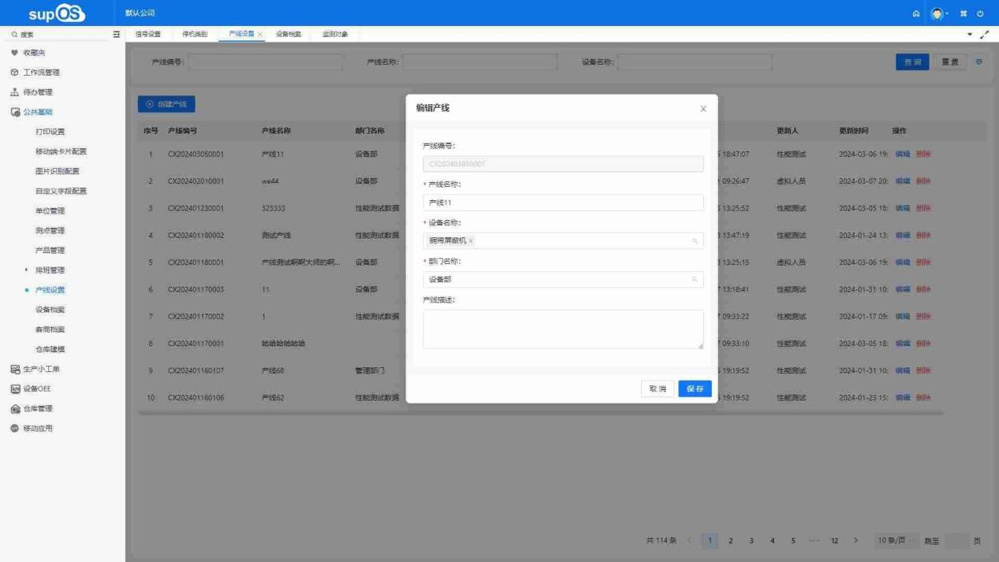 supOS 默认公司
搜索 信号设置 停机类别 产线设置 设备档案 监测对象
收藏夹
工作流管理
待办管理
公共基础
打印设置
移动端卡片配置
图片识别配置
自定义字段配置
单位管理
测点管理
产品管理
排班管理
产线设置
设备档案
客商档案
仓库建模
生产小工单
设备OEE
仓库管理
移动应用
产线编号: 产线名称: 设备名称: 查询 重置
创建产线
序号 产线编号 产线名称 部门名称 更新人 更新时间 操作
1 CX202403050001 产线11 设备部 18:47:07 性能测试 2024-03-06 19: 编辑 删除
2 CX202402010001 we44 设备部 09:26:47 虚拟人员 2024-03-07 20: 编辑 删除
3 CX202401230001 323333 性能测试数据 13:25:52 性能测试 2024-03-05 18: 编辑 删除
4 CX202401180002 测试产线 性能测试数据 13:47:19 性能测试 2024-01-24 13: 编辑 删除
5 CX202401180001 产线测试啊啊大师的啊... 设备部 13:25:15 虚拟人员 2024-03-06 19: 编辑 删除
6 CX202401170003 11 设备部 13:18:41 性能测试 2024-01-31 10: 编辑 删除
7 CX202401170002 1 性能测试数据 09:33:22 性能测试 2024-01-17 09: 编辑 删除
8 CX202401170001 哈哈哈哈哈哈 09:33:10 性能测试 2024-03-05 18: 编辑 删除
9 CX202401160107 产线68 管理部门 19:19:52 性能测试 2024-01-31 10: 编辑 删除
10 CX202401160106 产线62 性能测试数据 19:19:52 性能测试 2024-01-23 15: 编辑 删除
编辑产线
产线编号:
CX202403050001
* 产线名称:
产线11
* 设备名称:
屏蔽机
* 部门名称:
设备部
产线描述:
取消 保存
共 114 条 1 2 3 4 5 ··· 12 10 条/页 跳至 页